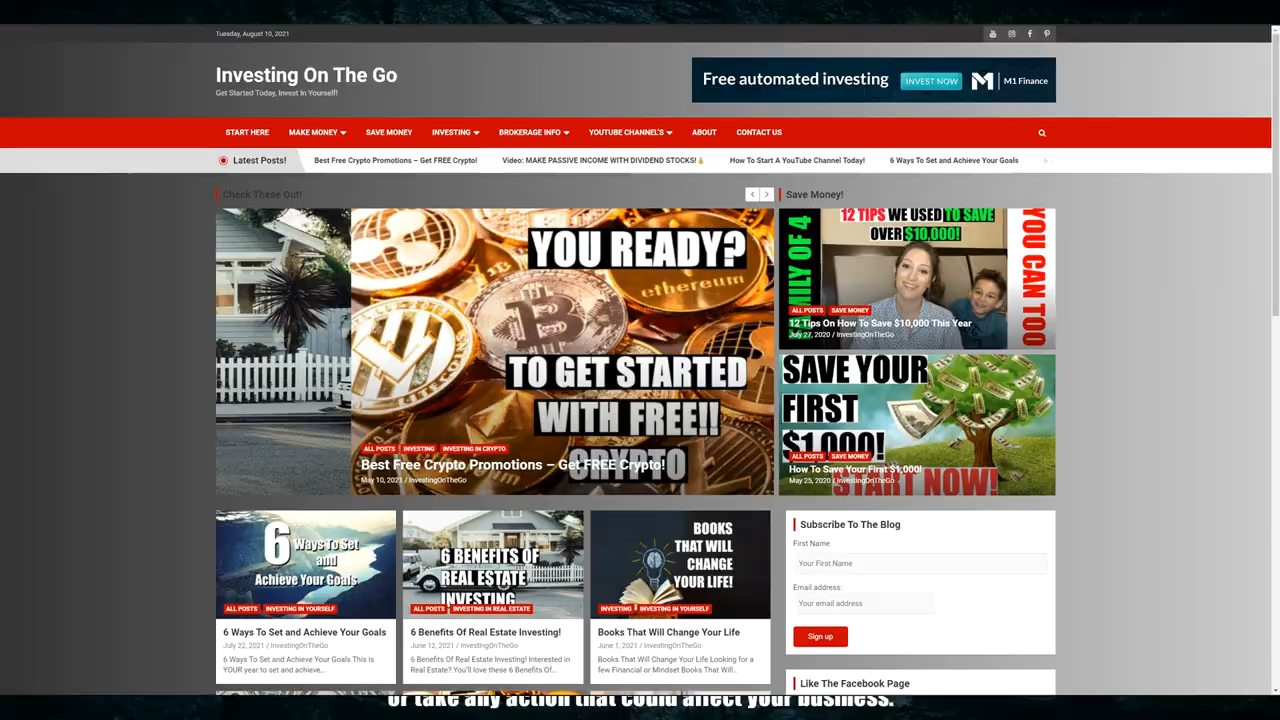 Tuesday, August 10, 2021
Investing On The Go
Get Started Today, Invest In Yourself!
Free automated investing
INVEST NOW
M1 Finance
START HERE
MAKE MONEY
SAVE MONEY
INVESTING
BROKERAGE INFO
YOUTUBE CHANNEL'S
ABOUT
CONTACT US
Latest Posts!
Best Free Crypto Promotions – Get FREE Crypto!
Video: MAKE PASSIVE INCOME WITH DIVIDEND STOCKS!💰
How To Start A YouTube Channel Today!
6 Ways To Set and Achieve Your Goals
Check These Out!
YOU READY?
ethereum
TO GET STARTED
WITH FREE!!
CRYPTO
ALL POSTS
INVESTING
INVESTING IN CRYPTO
Best Free Crypto Promotions – Get FREE Crypto!
May 10, 2021 / InvestingOnTheGo
Save Money!
12 TIPS WE USED TO SAVE
OVER $10,000!
YOU CAN TOO
ALL POSTS
SAVE MONEY
12 Tips On How To Save $10,000 This Year
July 27, 2020 / InvestingOnTheGo
SAVE YOUR
FIRST
$1,000!
START NOW!
ALL POSTS
SAVE MONEY
How To Save Your First $1,000!
May 25, 2020 / InvestingOnTheGo
6 Ways To Set
and
Achieve Your Goals
ALL POSTS
INVESTING IN YOURSELF
6 Ways To Set and Achieve Your Goals
July 22, 2021 / InvestingOnTheGo
6 Ways To Set and Achieve Your Goals This is
YOUR year to set and achieve...
6 BENEFITS OF
REAL ESTATE
INVESTING
ALL POSTS
INVESTING IN REAL ESTATE
6 Benefits Of Real Estate Investing!
June 12, 2021 / InvestingOnTheGo
6 Benefits Of Real Estate Investing! Interested in
Real Estate? You'll love these 6 Benefits Of...
BOOKS
THAT WILL
CHANGE
YOUR LIFE!
INVESTING
INVESTING IN YOURSELF
Books That Will Change Your Life
June 1, 2021 / InvestingOnTheGo
Books That Will Change Your Life Looking for a
few Financial or Mindset Books That Will...
Subscribe To The Blog
First Name
Your First Name
Email address:
Your email address
Sign up
Like The Facebook Page
or take any action that could affect your business.